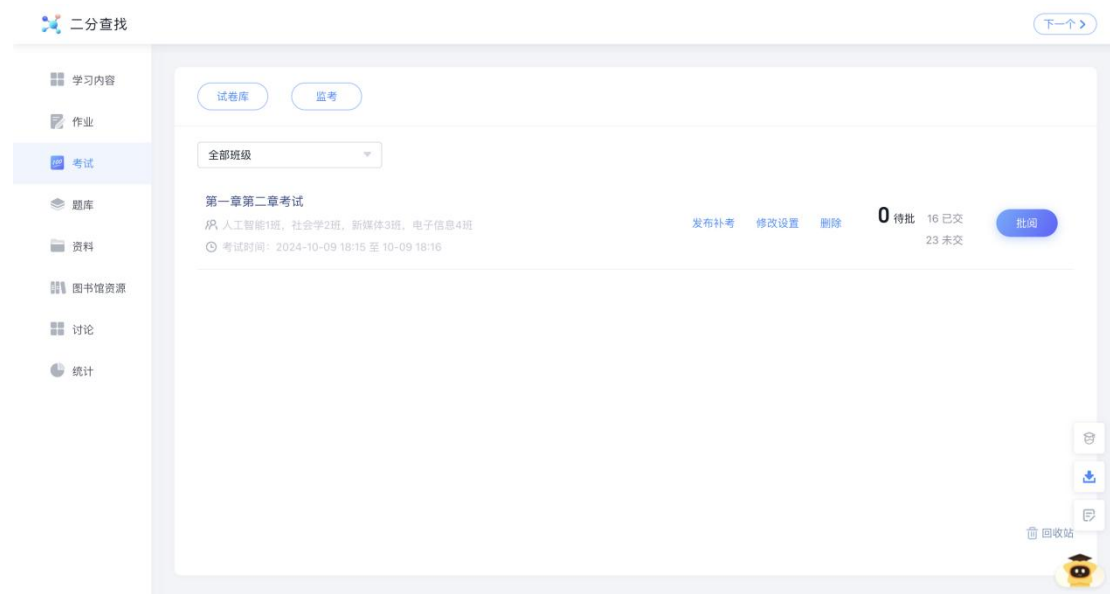 二分查找
下一个
学习内容
作业
考试
题库
资料
图书馆资源
讨论
统计
试卷库
监考
全部班级
第一章第二章考试
人工智能1班，社会学2班，新媒体3班，电子信息4班
考试时间：2024-10-09 18:15 至 10-09 18:16
发布补考 修改设置 删除
0 待批 16 已交
23 未交
批阅
回收站